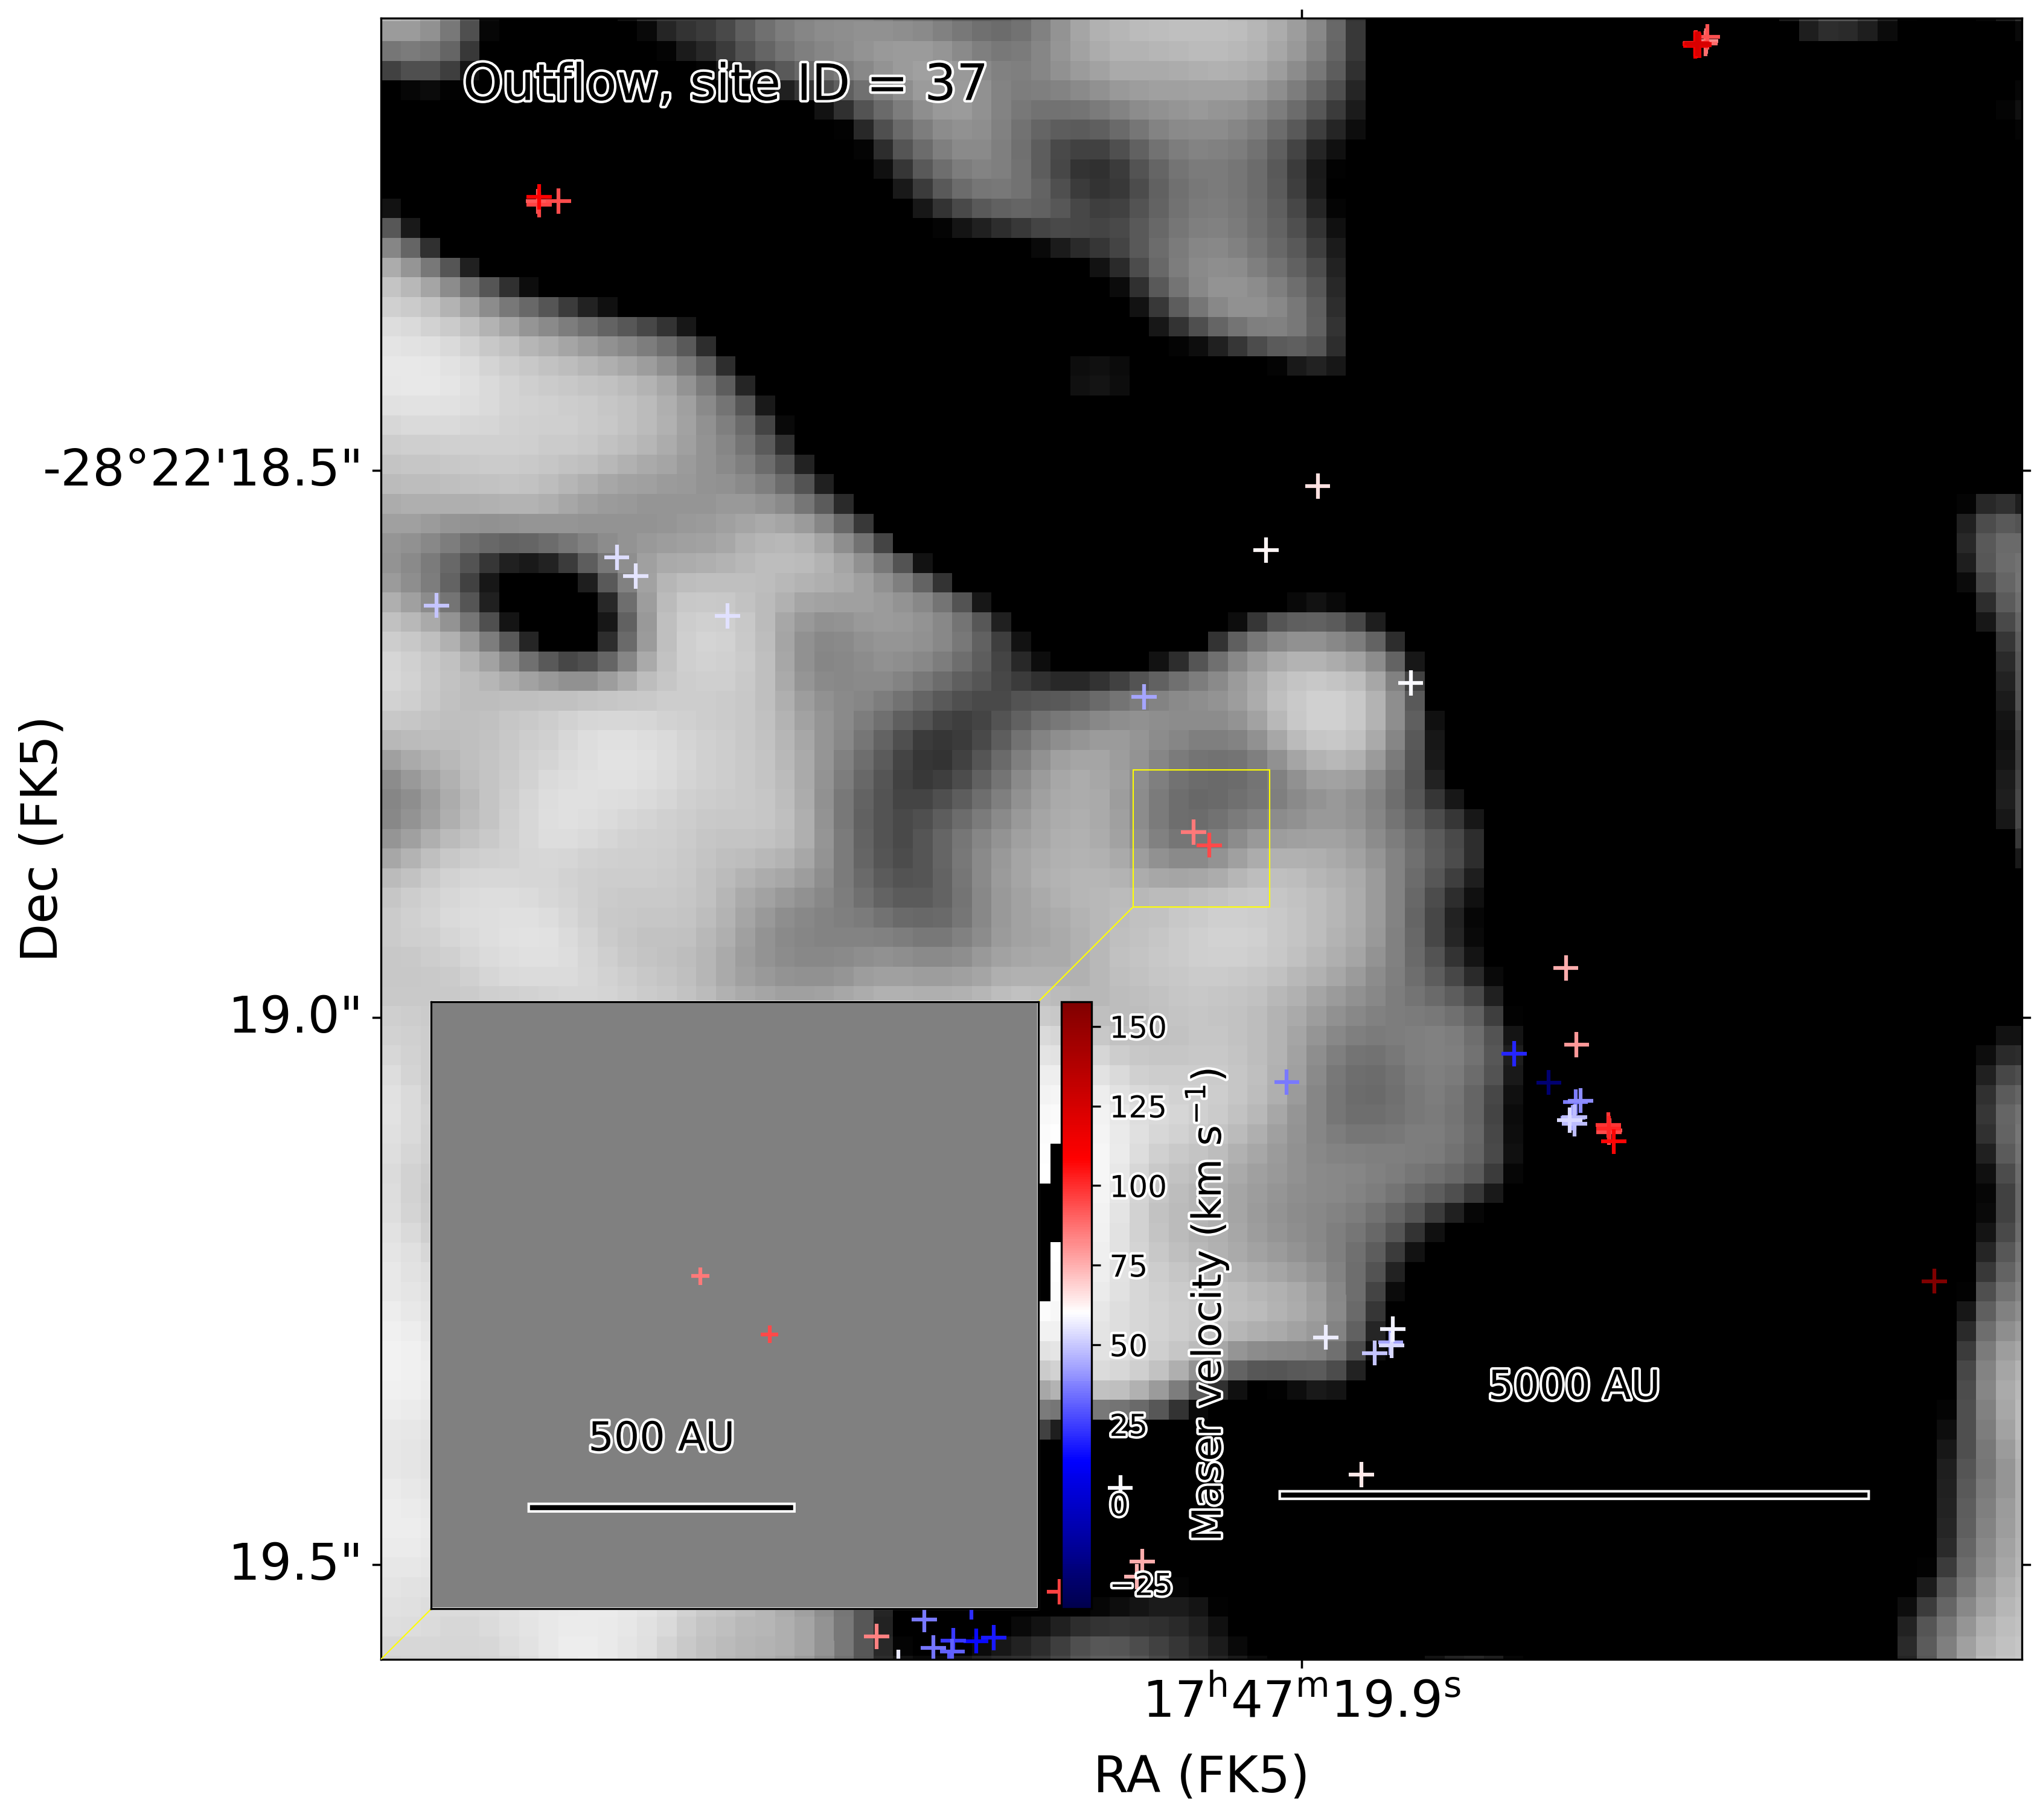 Outflow, site ID = 37
-28°22'18.5"
19.0"
19.5"
Dec (FK5)
150
125
100
75
50
25
0
−25
Maser velocity (km s⁻¹)
500 AU
5000 AU
17ʰ47ᵐ19.9ˢ
RA (FK5)